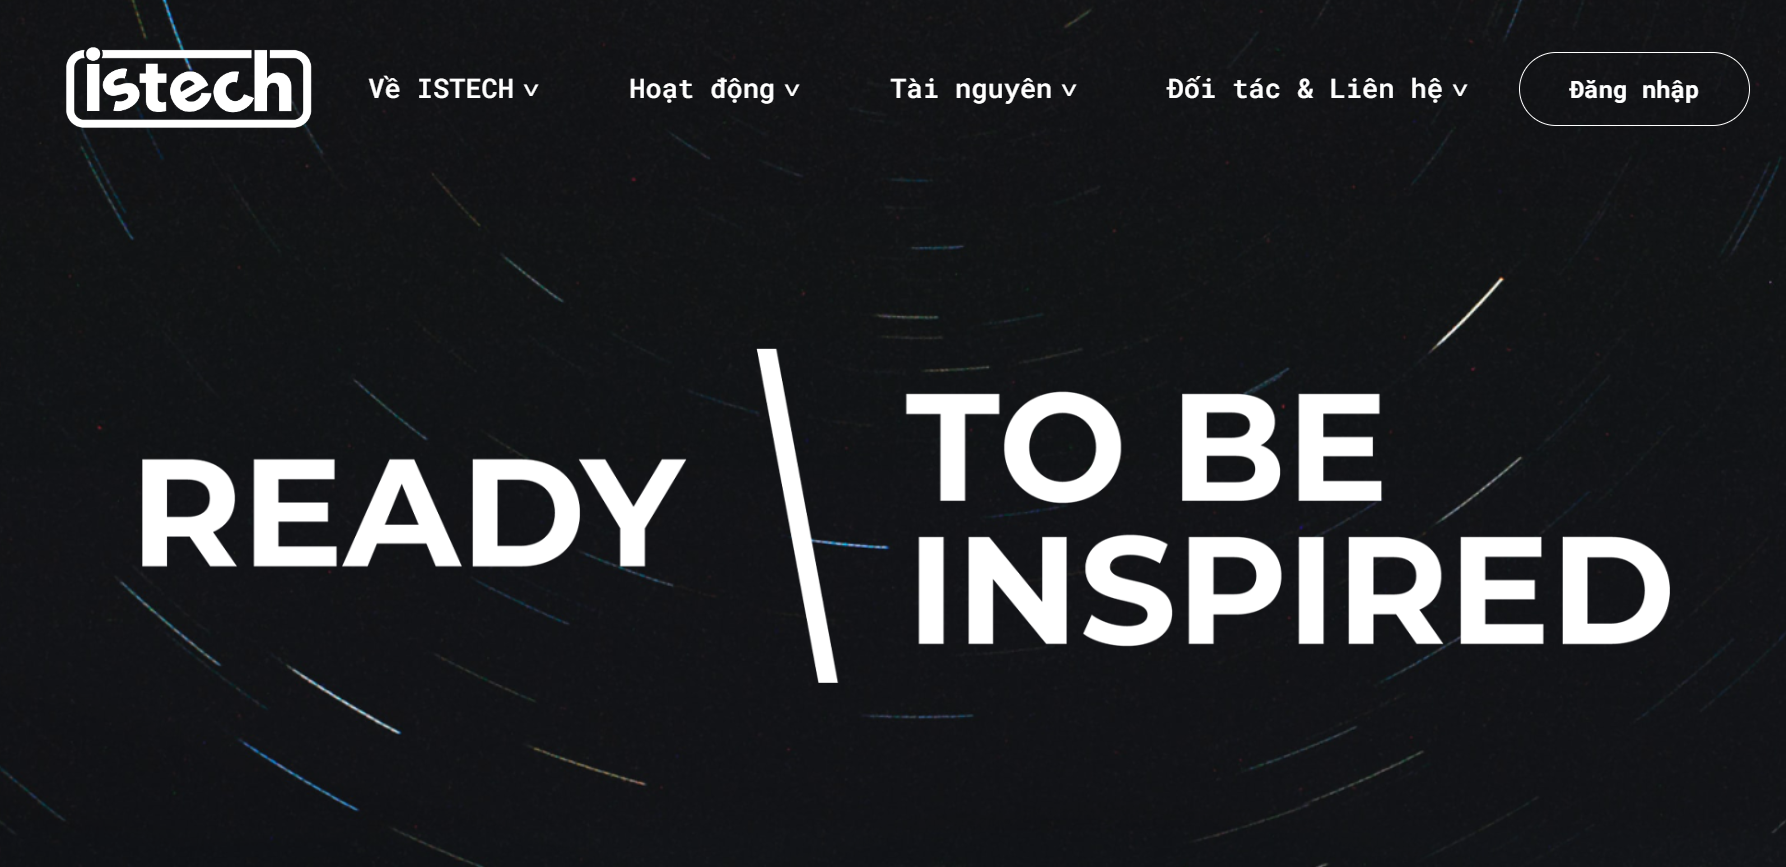 istech
Về ISTECH
Hoạt động
Tài nguyên
Đối tác & Liên hệ
Đăng nhập
READY \ TO BE
INSPIRED